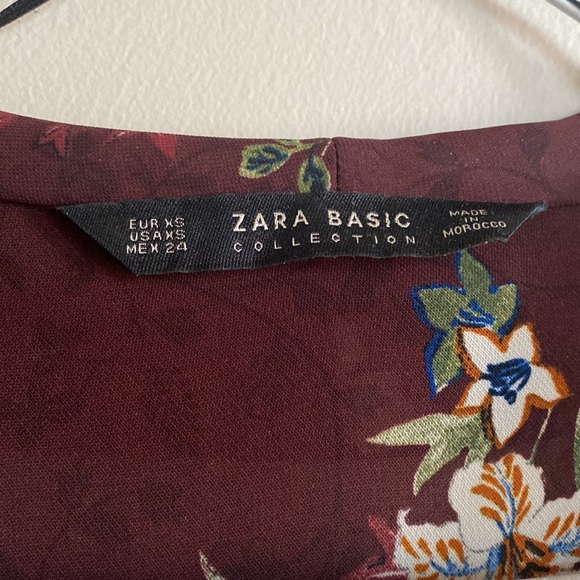 EUR XS
USA XS
MEX 24
ZARA BASIC
COLLECTION
MADE
IN
MOROCCO